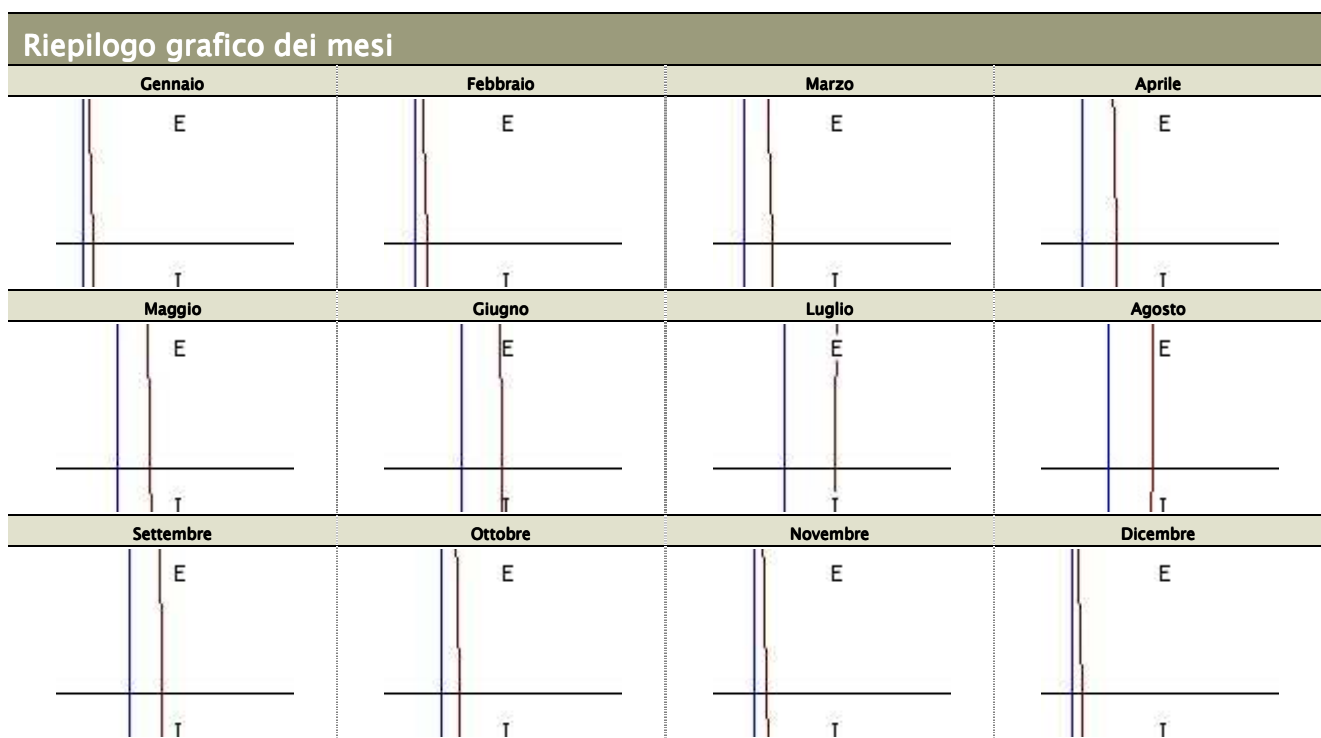 Riepilogo grafico dei mesi
Gennaio Febbraio Marzo Aprile
E E E E
I I I I
Maggio Giugno Luglio Agosto
E E E E
I I I I
Settembre Ottobre Novembre Dicembre
E E E E
I I I I